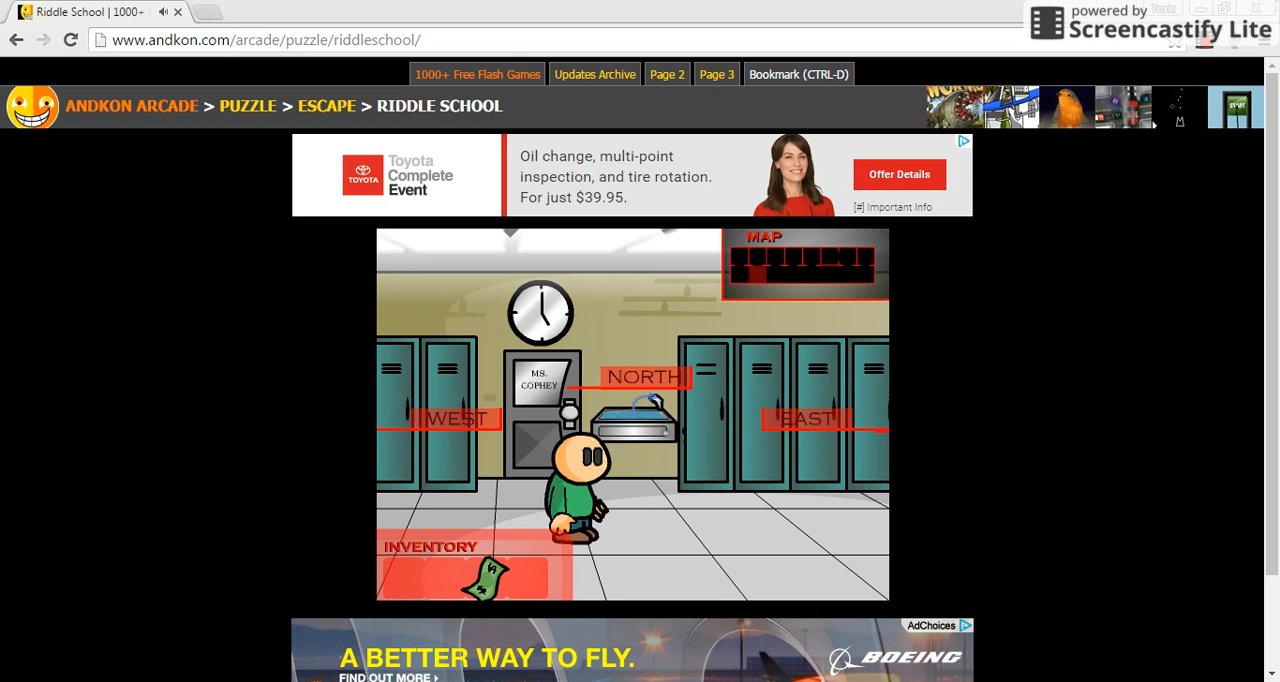 Riddle School | 1000+
powered by
Screencastify Lite
www.andkon.com/arcade/puzzle/riddleschool/
1000+ Free Flash Games
Updates Archive
Page 2
Page 3
Bookmark (CTRL-D)
ANDKON ARCADE > PUZZLE > ESCAPE > RIDDLE SCHOOL
START
TOYOTA
Toyota
Complete
Event
Oil change, multi-point
inspection, and tire rotation.
For just $39.95.
Offer Details
[#] Important Info
MAP
MS.
COPHEY
NORTH
WEST
EAST
INVENTORY
AdChoices
A BETTER WAY TO FLY.
FIND OUT MORE
BOEING